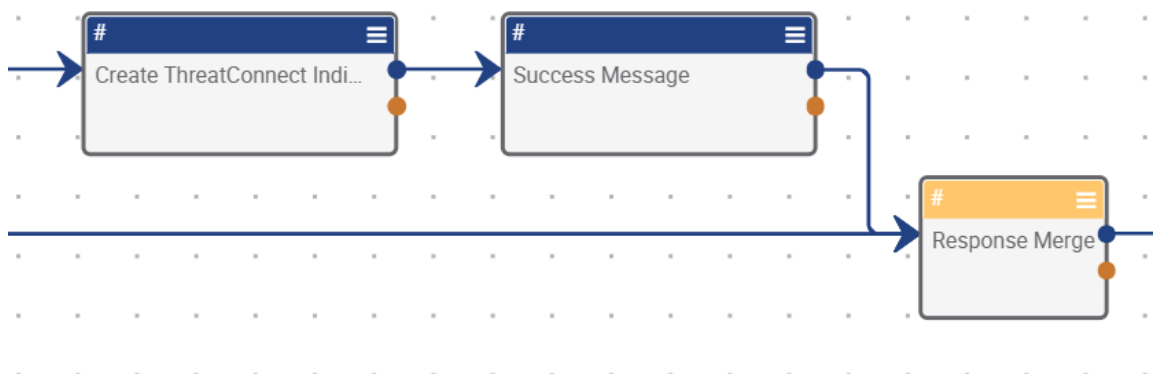 #
Create ThreatConnect Indi...
#
Success Message
#
Response Merge